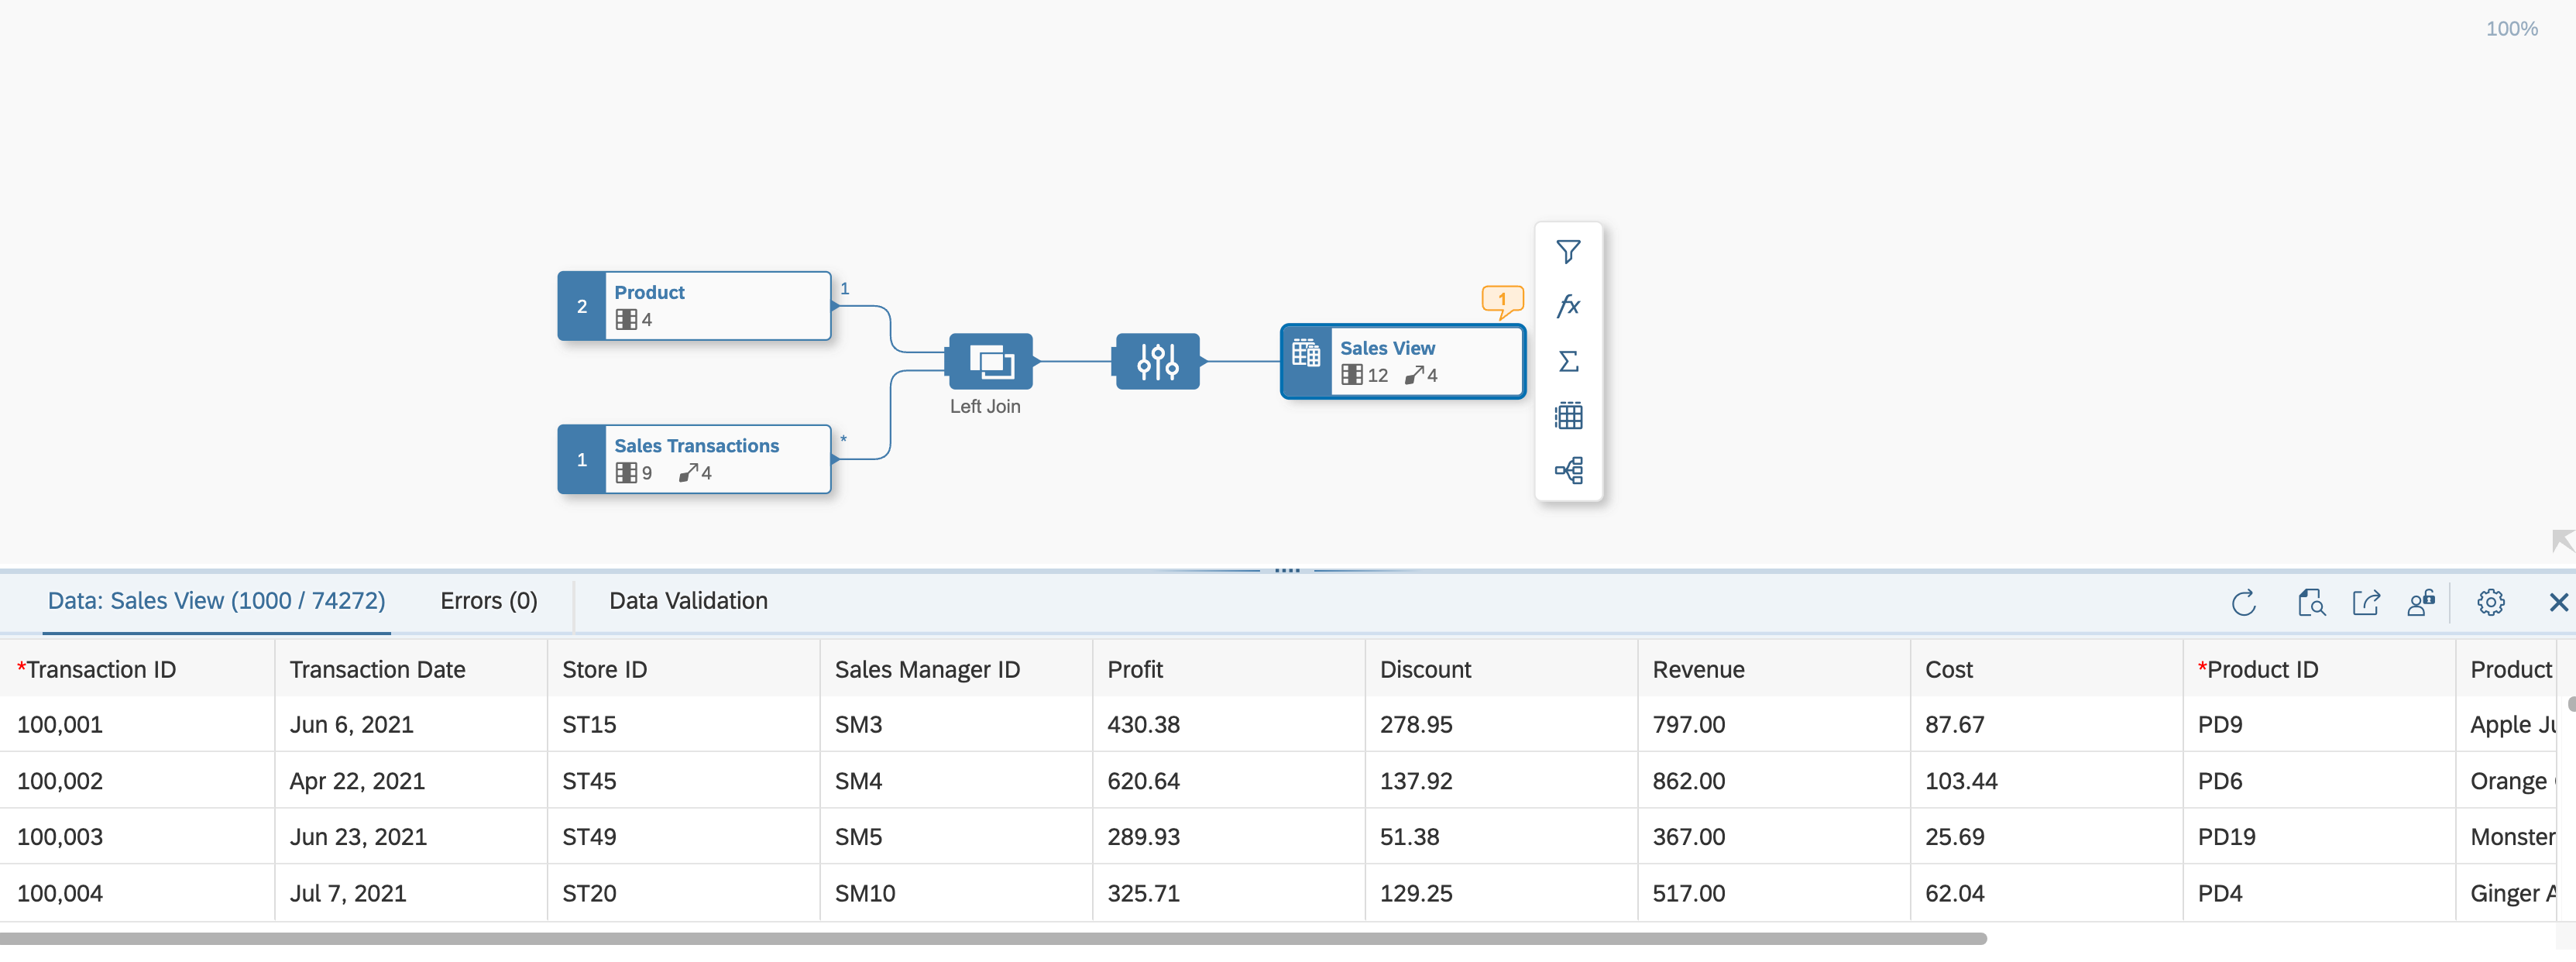 100%
2
Product
4
1
Left Join
1
Sales Transactions
9
4
*
1
Sales View
12
4
fx
Σ
Data: Sales View (1000 / 74272)
Errors (0)
Data Validation
*Transaction ID Transaction Date Store ID Sales Manager ID Profit Discount Revenue Cost *Product ID Product
100,001 Jun 6, 2021 ST15 SM3 430.38 278.95 797.00 87.67 PD9 Apple
100,002 Apr 22, 2021 ST45 SM4 620.64 137.92 862.00 103.44 PD6 Orange
100,003 Jun 23, 2021 ST49 SM5 289.93 51.38 367.00 25.69 PD19 Monster
100,004 Jul 7, 2021 ST20 SM10 325.71 129.25 517.00 62.04 PD4 Ginger